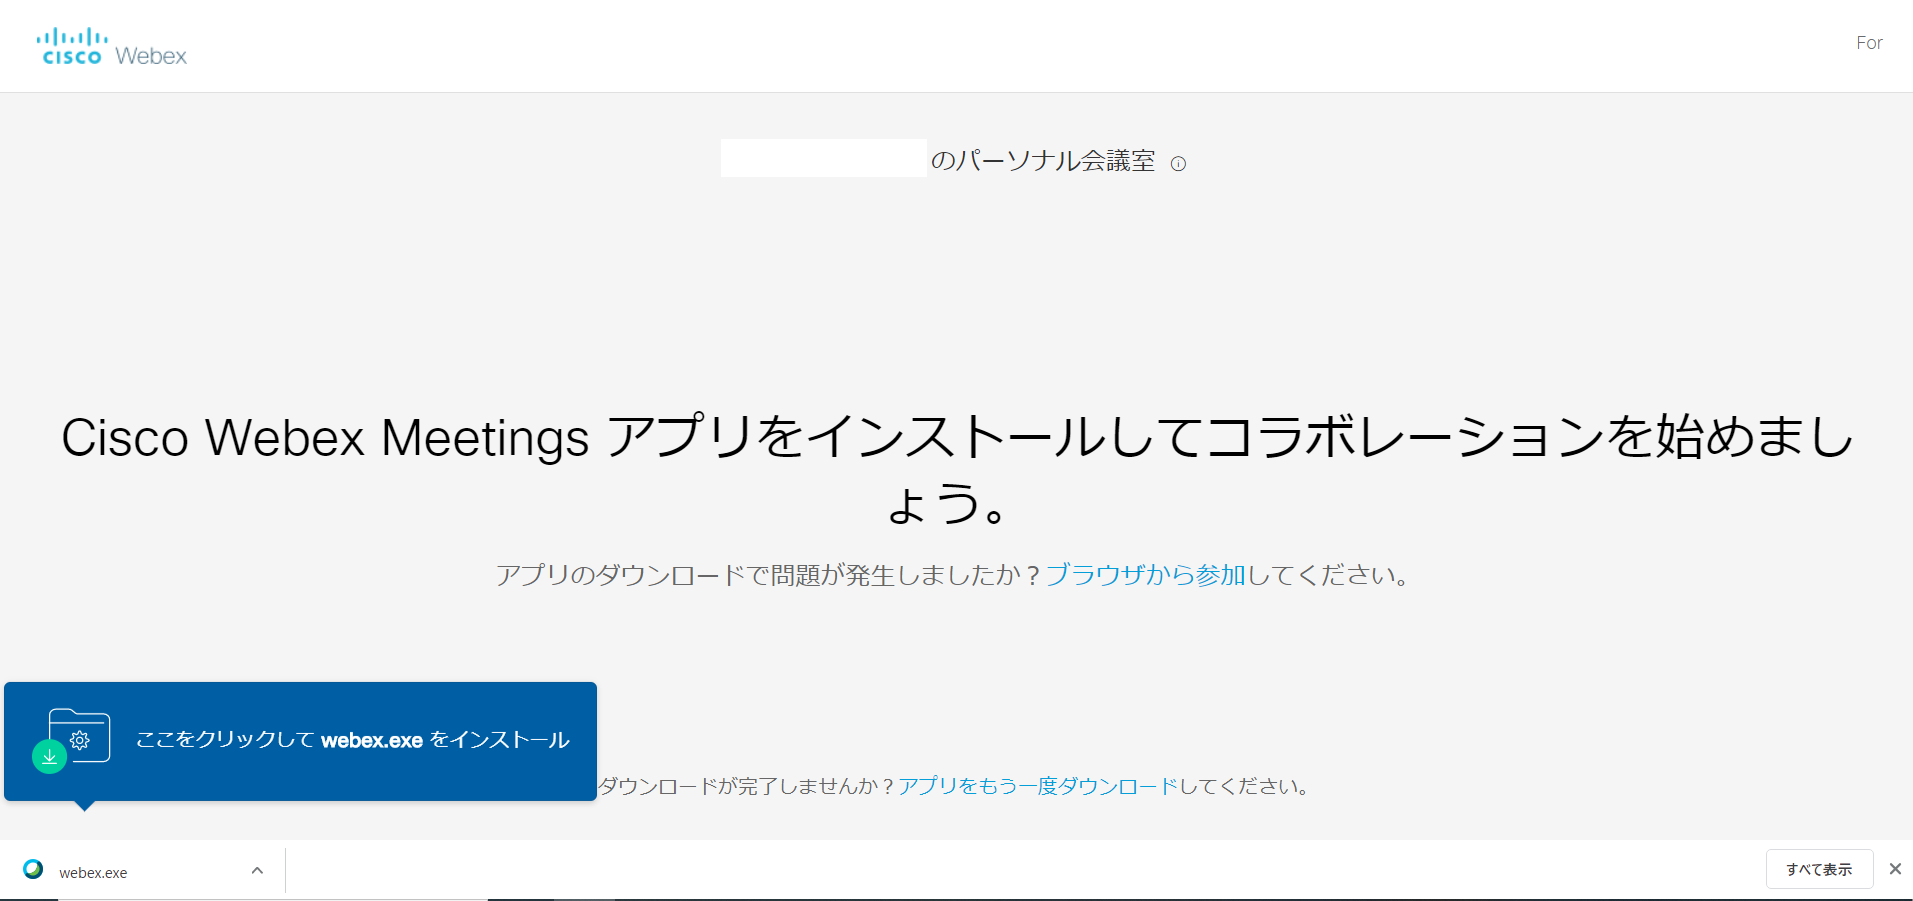 cisco Webex
For
のパーソナル会議室
Cisco Webex Meetings アプリをインストールしてコラボレーションを始めまし
ょう。
アプリのダウンロードで問題が発生しましたか？ブラウザから参加してください。
ここをクリックして webex.exe をインストール
ダウンロードが完了しませんか？アプリをもう一度ダウンロードしてください。
webex.exe
すべて表示